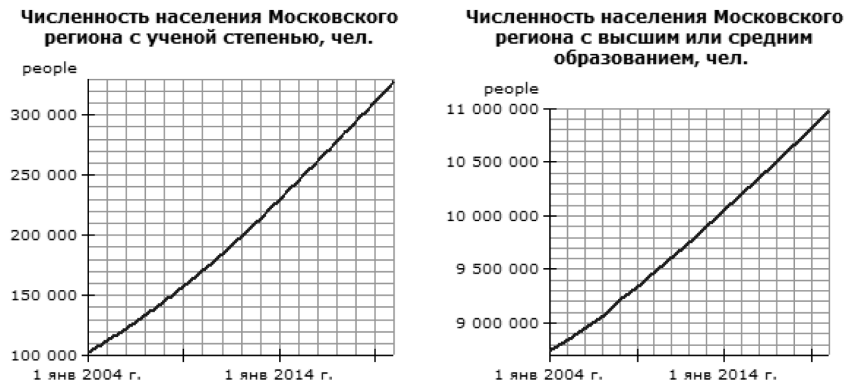 Численность населения Московского
региона с ученой степенью, чел.
people
300 000
250 000
200 000
150 000
100 000
1 янв 2004 г.
1 янв 2014 г.
Численность населения Московского
региона с высшим или средним
образованием, чел.
people
11 000 000
10 500 000
10 000 000
9 500 000
9 000 000
1 янв 2004 г.
1 янв 2014 г.